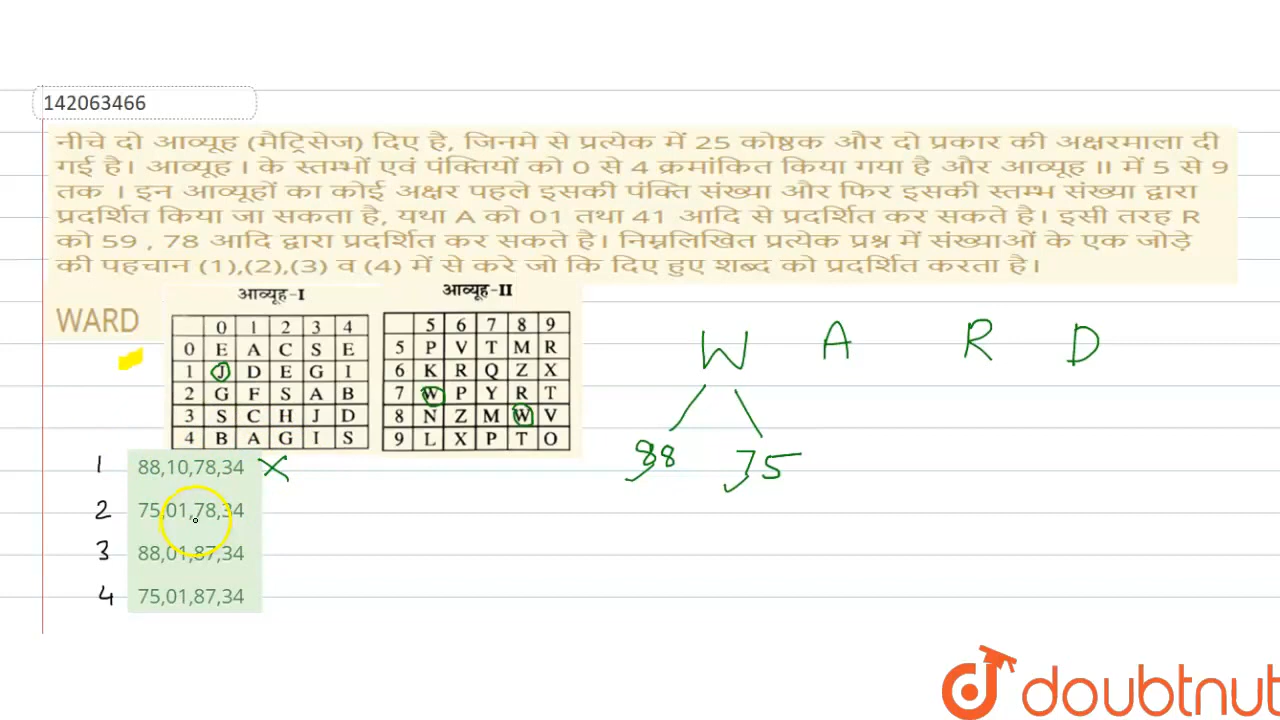 142063466
नीचे दो आव्यूह (मैट्रिसेज) दिए है, जिनमे से प्रत्येक में 25 कोष्ठक और दो प्रकार की अक्षरमाला दी
गई है। आव्यूह I के स्तम्भों एवं पंक्तियों को 0 से 4 क्रमांकित किया गया है और आव्यूह II में 5 से 9
तक । इन आव्यूहों का कोई अक्षर पहले इसकी पंक्ति संख्या और फिर इसकी स्तम्भ संख्या द्वारा
प्रदर्शित किया जा सकता है, यथा A को 01 तथा 41 आदि से प्रदर्शित कर सकते है। इसी तरह R
को 59 , 78 आदि द्वारा प्रदर्शित कर सकते है। निम्नलिखित प्रत्येक प्रश्न में संख्याओं के एक जोड़े
की पहचान (1),(2),(3) व (4) में से करे जो कि दिए हुए शब्द को प्रदर्शित करता है।
WARD
आव्यूह-I
0 1 2 3 4
0 E A C S E
1 J D E G I
2 G F S A B
3 S C H J D
4 B A G I S
आव्यूह-II
5 6 7 8 9
5 P V T M R
6 K R Q Z X
7 W P Y R T
8 N Z M W V
9 L X P T O
W A R D
88 75
1 88,10,78,34 X
2 75,01,78,34
3 88,01,87,34
4 75,01,87,34
doubtnut